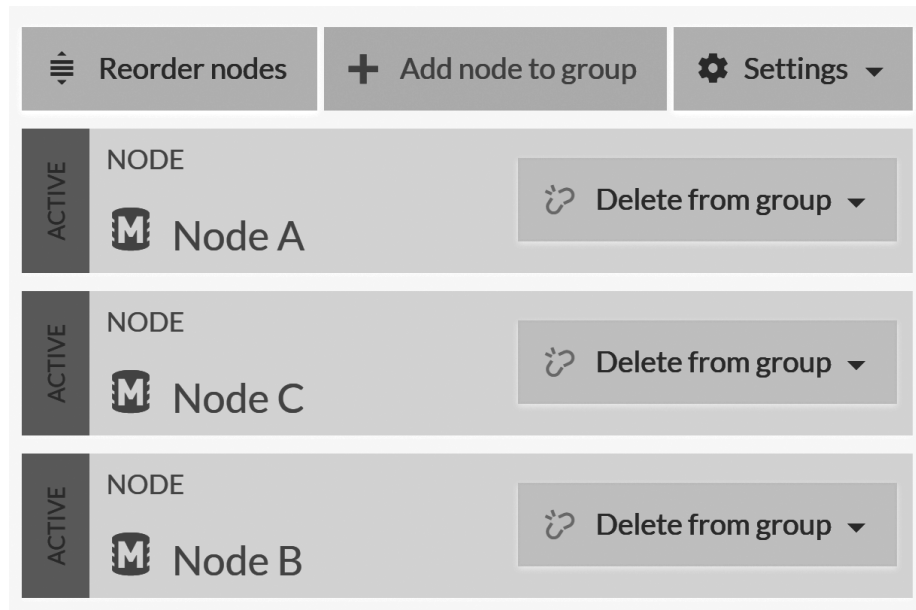 Reorder nodes
Add node to group
Settings
ACTIVE
NODE
M Node A
Delete from group
ACTIVE
NODE
M Node C
Delete from group
ACTIVE
NODE
M Node B
Delete from group